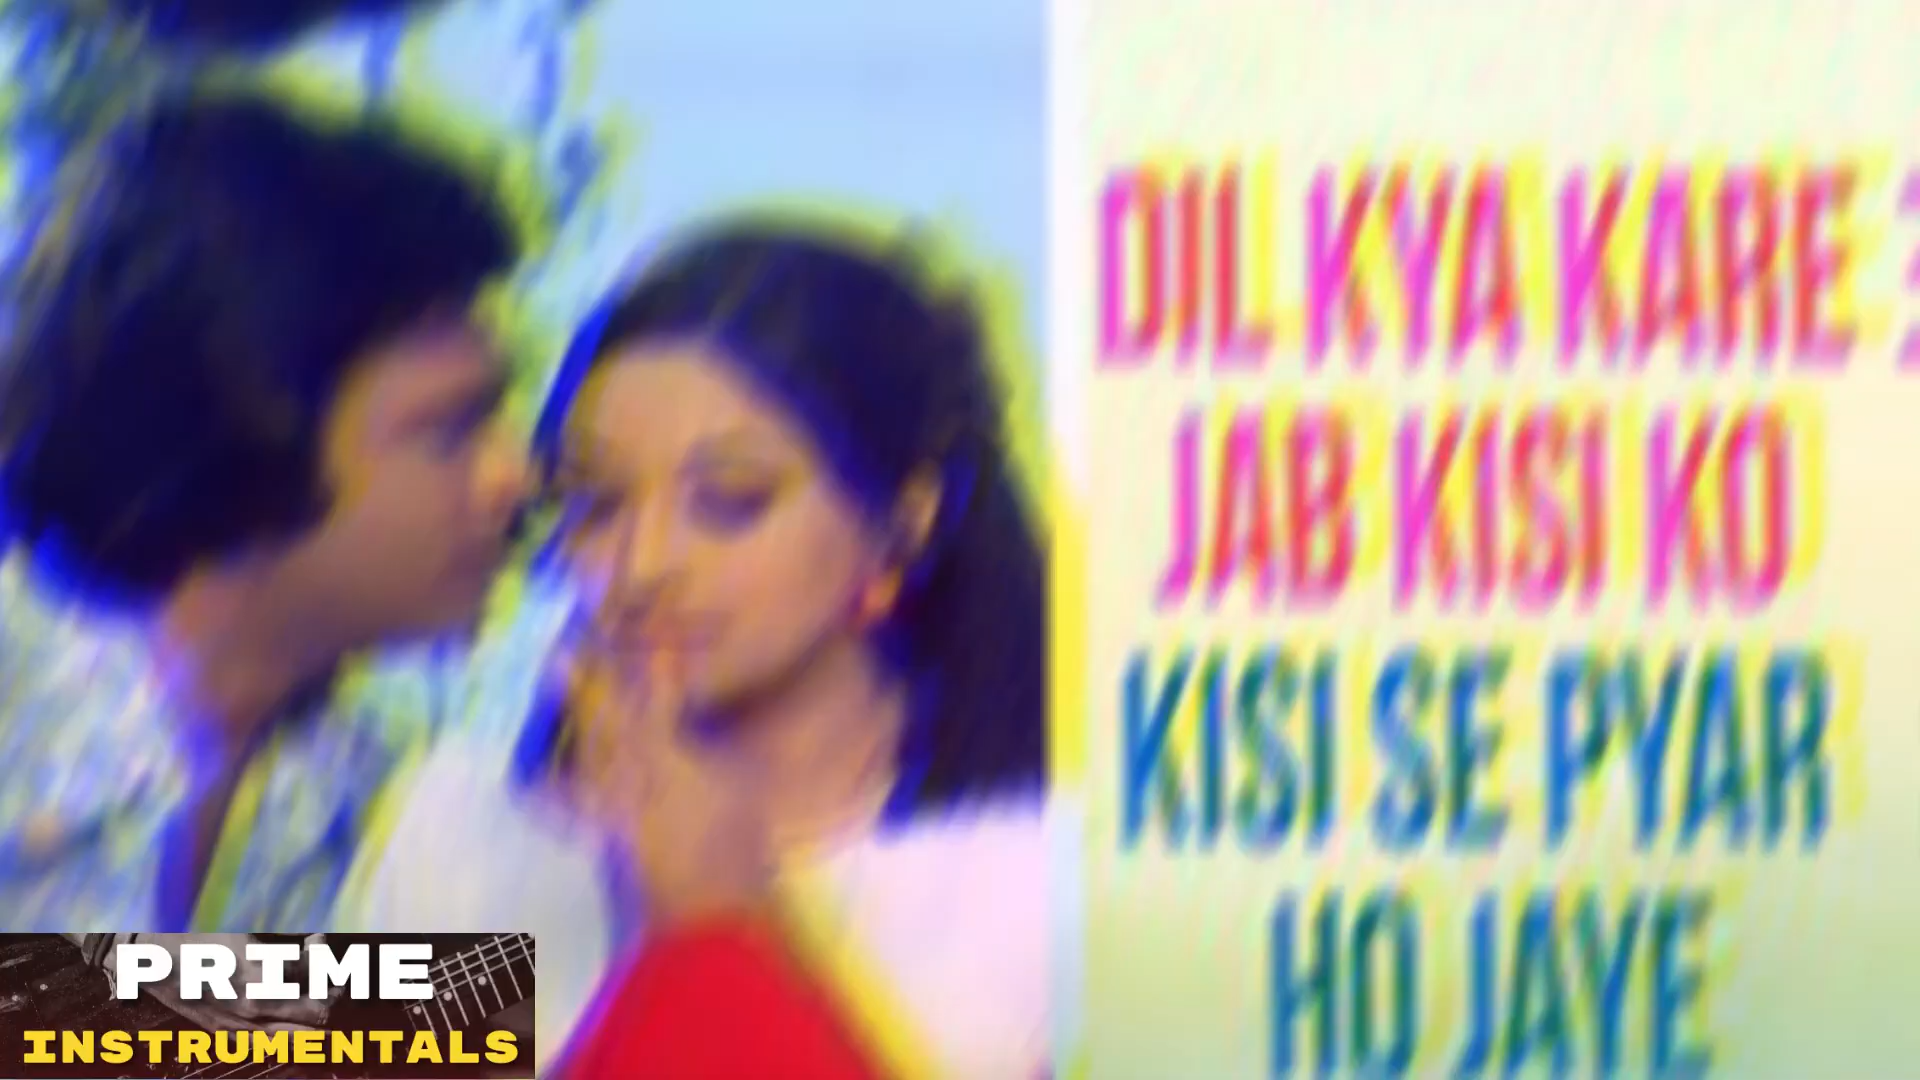 DIL KYA KARE
JAB KISI KO
KISI SE PYAR
HO JAYE
PRIME
INSTRUMENTALS